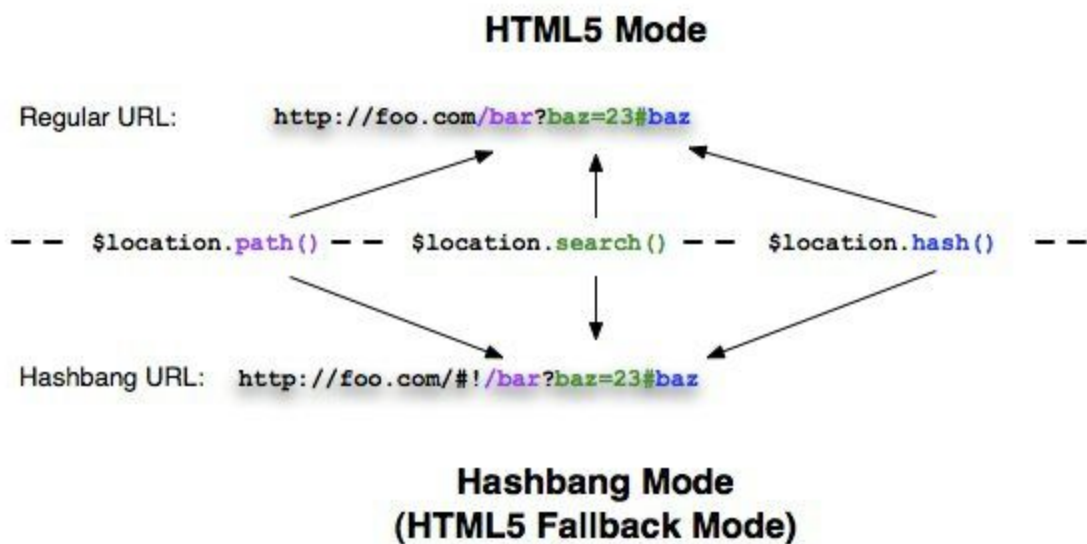 HTML5 Mode
Regular URL: http://foo.com/bar?baz=23#baz
$location.path() $location.search() $location.hash()
Hashbang URL: http://foo.com/#!/bar?baz=23#baz
Hashbang Mode
(HTML5 Fallback Mode)